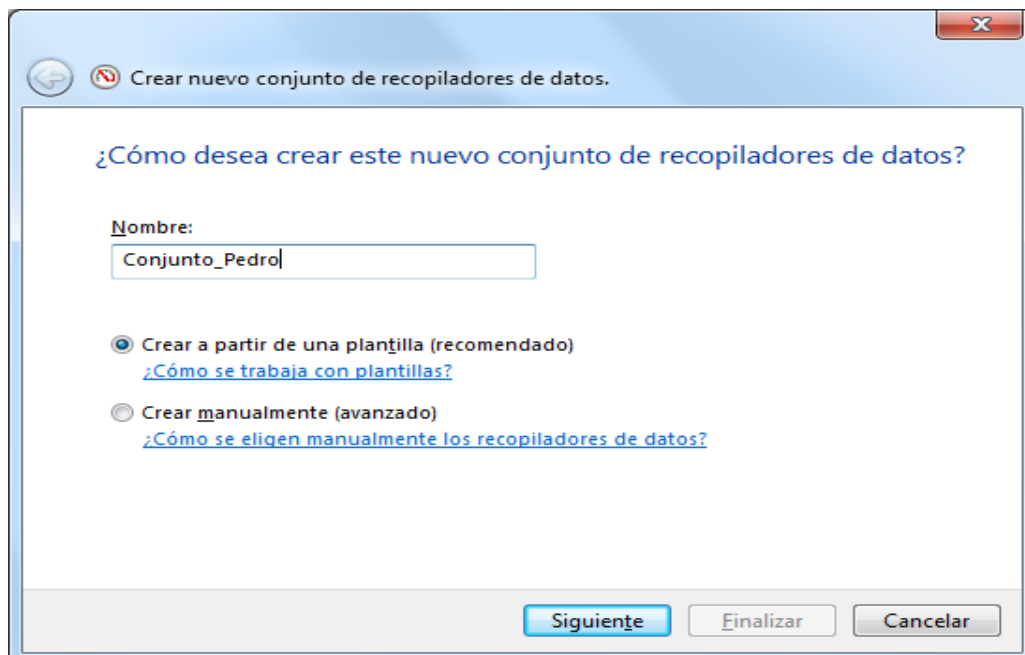 Crear nuevo conjunto de recopiladores de datos.
¿Cómo desea crear este nuevo conjunto de recopiladores de datos?
Nombre:
Conjunto_Pedro
Crear a partir de una plantilla (recomendado)
¿Cómo se trabaja con plantillas?
Crear manualmente (avanzado)
¿Cómo se eligen manualmente los recopiladores de datos?
Siguiente Finalizar Cancelar